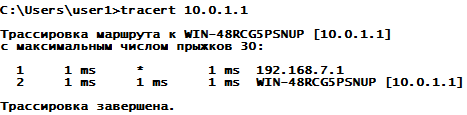 C:\Users\user1>tracert 10.0.1.1
Трассировка маршрута к WIN-48RCG5PSNUP [10.0.1.1]
с максимальным числом прыжков 30:
1 1 ms * 1 ms 192.168.7.1
2 1 ms 1 ms 1 ms WIN-48RCG5PSNUP [10.0.1.1]
Трассировка завершена.